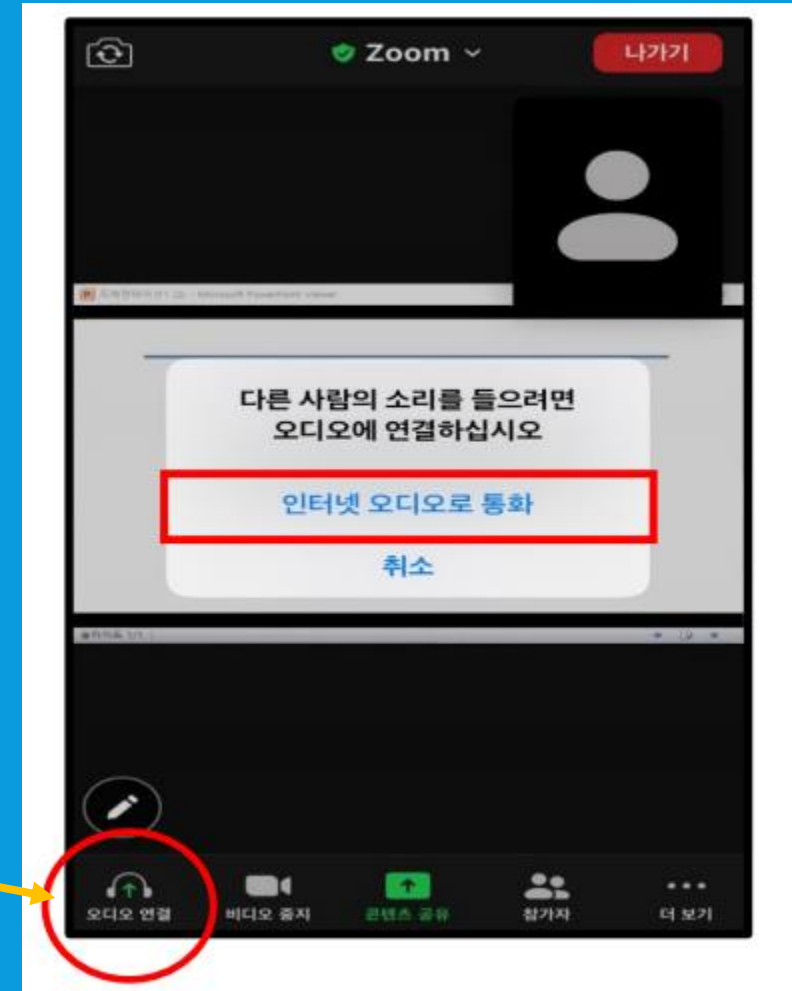 Zoom
나가기
다른 사람의 소리를 들으려면
오디오에 연결하십시오
인터넷 오디오로 통화
취소
오디오 연결
비디오 중지
콘텐츠 공유
참가자
더 보기